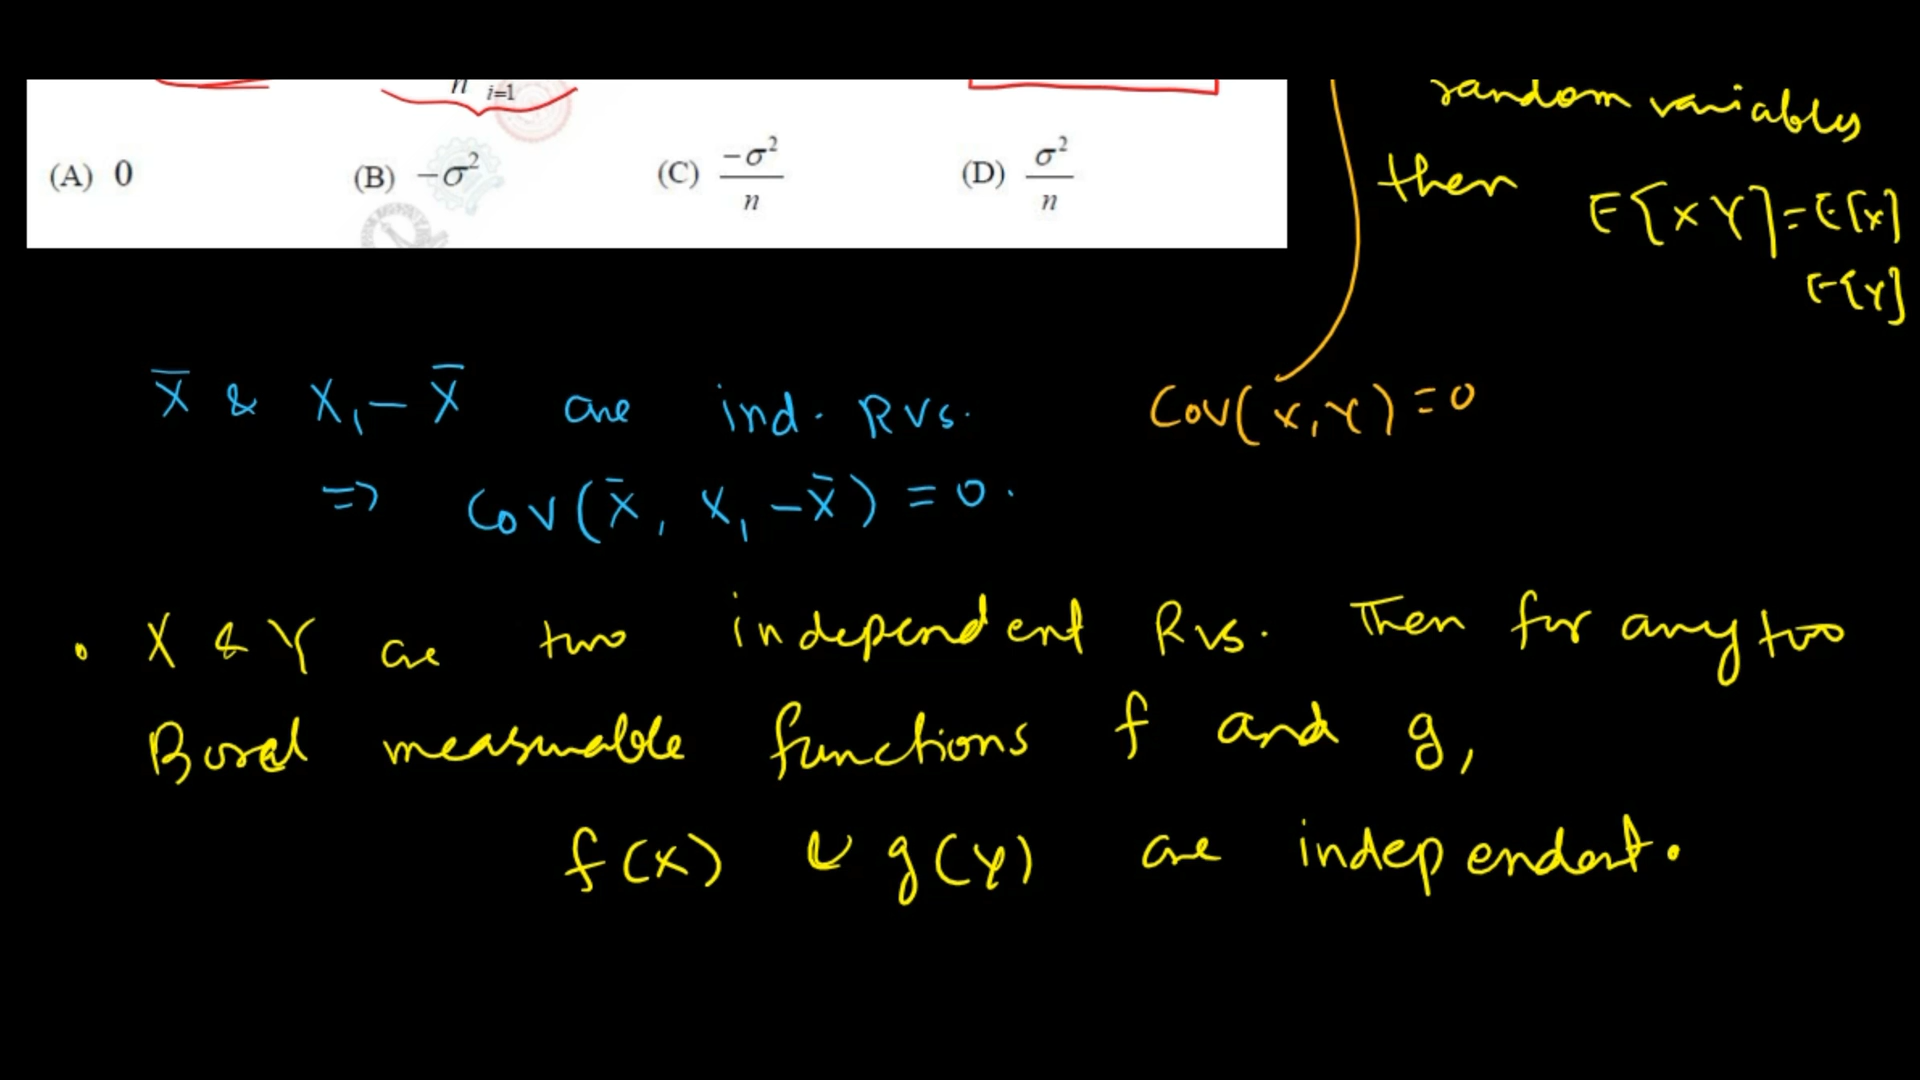 n i=1
(A) 0 (B) −σ² (C) −σ²/n (D) σ²/n
random variables
then E[XY]=E[X]
E[Y]
X̄ & X₁−X̄ are ind. RVs. Cov(X,Y)=0
⇒ Cov(X̄, X₁−X̄) = 0.
. X & Y are two independent RVs. Then for any two
Borel measurable functions f and g,
f(X) & g(Y) are independent.